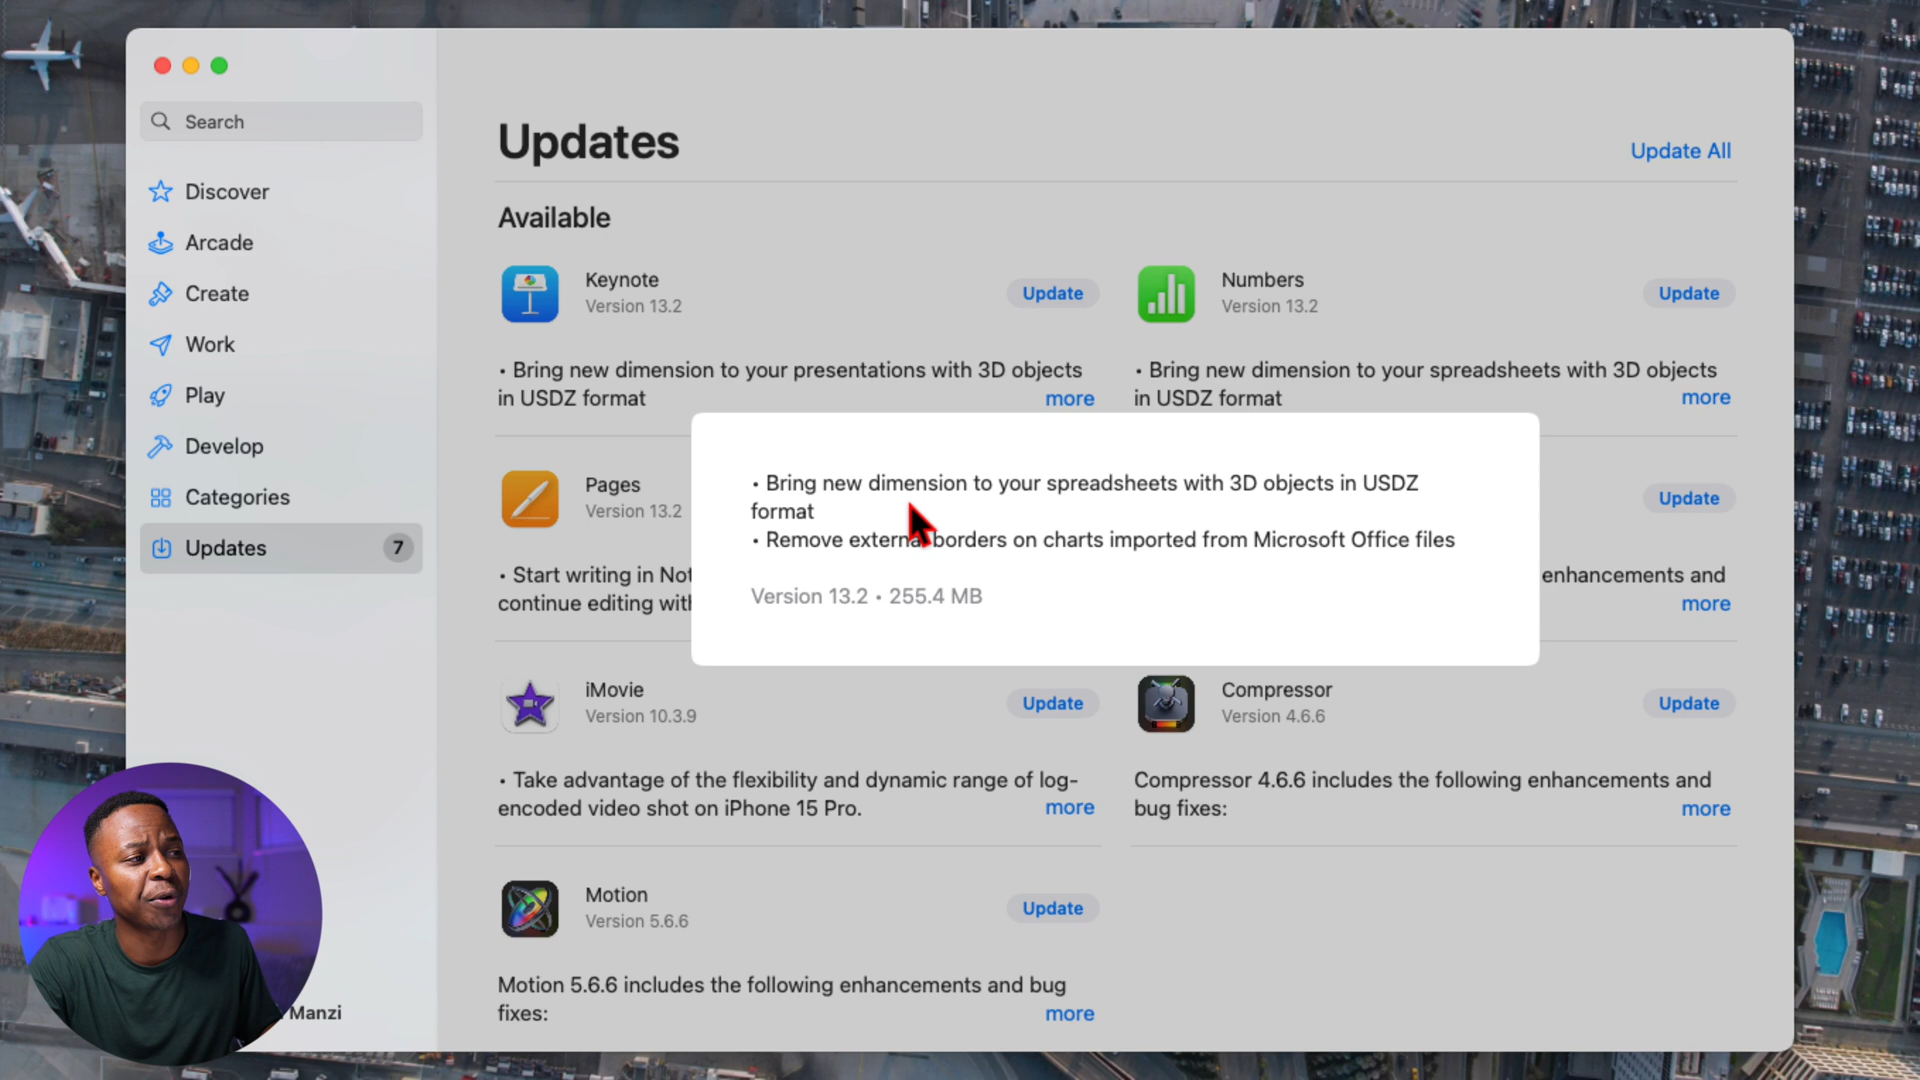 Search
Discover
Arcade
Create
Work
Play
Develop
Categories
Updates 7
Manzi
Updates
Update All
Available
Keynote
Version 13.2
Update
• Bring new dimension to your presentations with 3D objects
in USDZ format more
Numbers
Version 13.2
Update
• Bring new dimension to your spreadsheets with 3D objects
in USDZ format more
Pages
Version 13.2
• Start writing in
continue editing
Update
enhancements and
more
• Bring new dimension to your spreadsheets with 3D objects in USDZ
format
• Remove external borders on charts imported from Microsoft Office files
Version 13.2 • 255.4 MB
iMovie
Version 10.3.9
Update
• Take advantage of the flexibility and dynamic range of log-
encoded video shot on iPhone 15 Pro. more
Compressor
Version 4.6.6
Update
Compressor 4.6.6 includes the following enhancements and
bug fixes: more
Motion
Version 5.6.6
Update
Motion 5.6.6 includes the following enhancements and bug
fixes: more